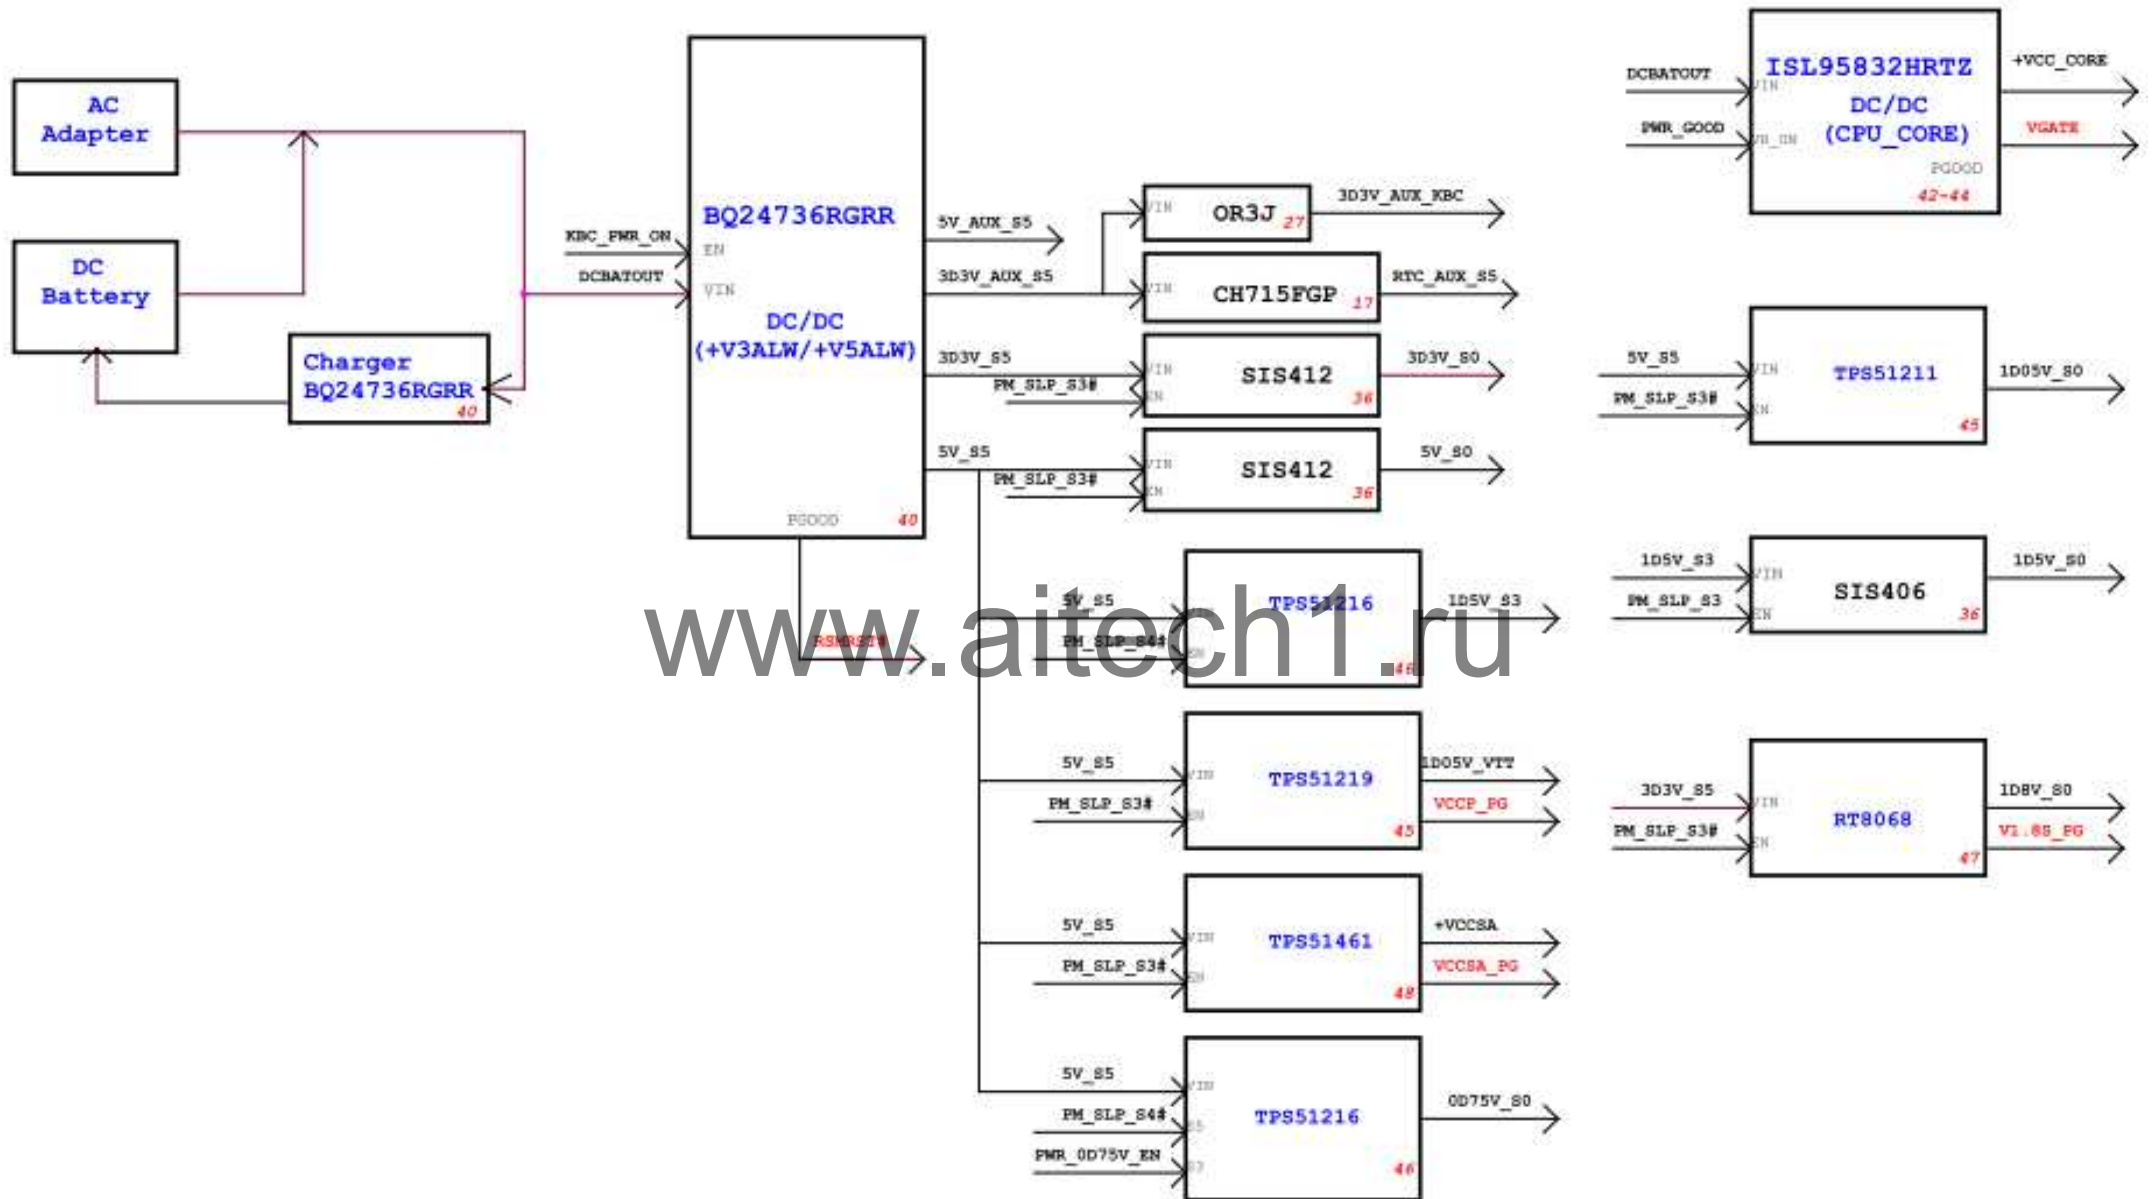 AC
Adapter
DC
Battery
Charger
BQ24736RGRR
40
KBC_PWR_ON
DCBATOUT
BQ24736RGRR
EN
VIN
DC/DC
(+V3ALW/+V5ALW)
PGOOD
40
RSMRST#
5V_AUX_S5
3D3V_AUX_S5
3D3V_S5
PM_SLP_S3#
5V_S5
PM_SLP_S3#
VIN
OR3J
27
3D3V_AUX_KBC
VIN
CH715FGP
17
RTC_AUX_S5
VIN
EN
SIS412
36
3D3V_S0
VIN
EN
SIS412
36
5V_S0
5V_S5
PM_SLP_S4#
VIN
EN
TPS51216
46
1D5V_S3
www.aitech1.ru
5V_S5
PM_SLP_S3#
VIN
EN
TPS51219
45
1D05V_VTT
VCCP_PG
5V_S5
PM_SLP_S3#
VIN
EN
TPS51461
48
+VCCSA
VCCSA_PG
5V_S5
PM_SLP_S4#
PWR_0D75V_EN
VIN
S5
S3
TPS51216
46
0D75V_S0
DCBATOUT
PWR_GOOD
ISL95832HRTZ
VIN
DC/DC
VR_ON
(CPU_CORE)
PGOOD
42-44
+VCC_CORE
VGATE
5V_S5
PM_SLP_S3#
VIN
EN
TPS51211
45
1D05V_S0
1D5V_S3
PM_SLP_S3
VIN
EN
SIS406
36
1D5V_S0
3D3V_S5
PM_SLP_S3#
VIN
EN
RT8068
47
1D8V_S0
V1.8S_PG